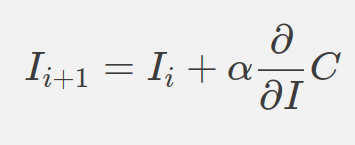 I_{i+1} = I_i + α ∂/∂I C